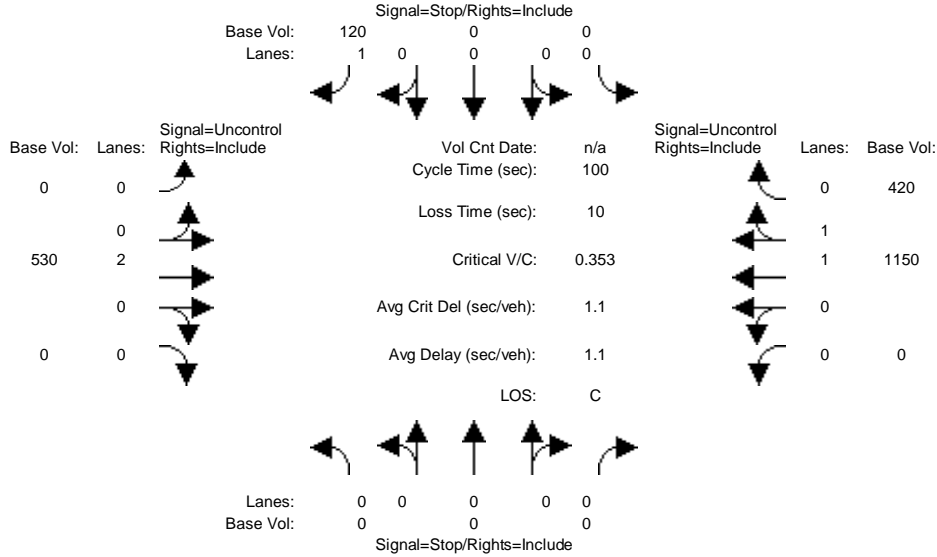 Signal=Stop/Rights=Include
Base Vol: 120 0 0
Lanes: 1 0 0 0 0
Signal=Uncontrol
Signal=Uncontrol
Base Vol: Lanes: Rights=Include Vol Cnt Date: n/a Rights=Include Lanes: Base Vol:
Cycle Time (sec): 100
0 0 0 420
Loss Time (sec): 10
0 1
530 2 Critical V/C: 0.353 1 1150
0 Avg Crit Del (sec/veh): 1.1 0
0 0 Avg Delay (sec/veh): 1.1 0 0
LOS: C
Lanes: 0 0 0 0 0
Base Vol: 0 0 0
Signal=Stop/Rights=Include